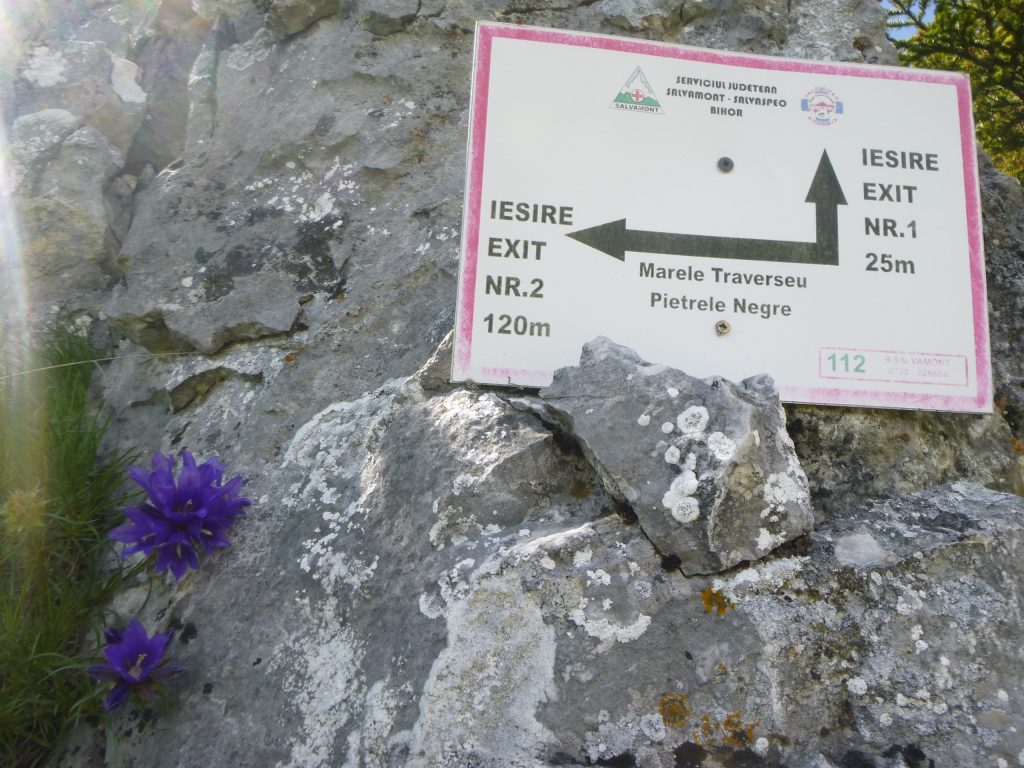 SERVICIUL JUDETEAN
SALVAMONT - SALVASPEO
BIHOR
SALVAMONT
IESIRE
EXIT
NR.1
25m
IESIRE
EXIT
NR.2
120m
Marele Traverseu
Pietrele Negre
112
SALVAMONT